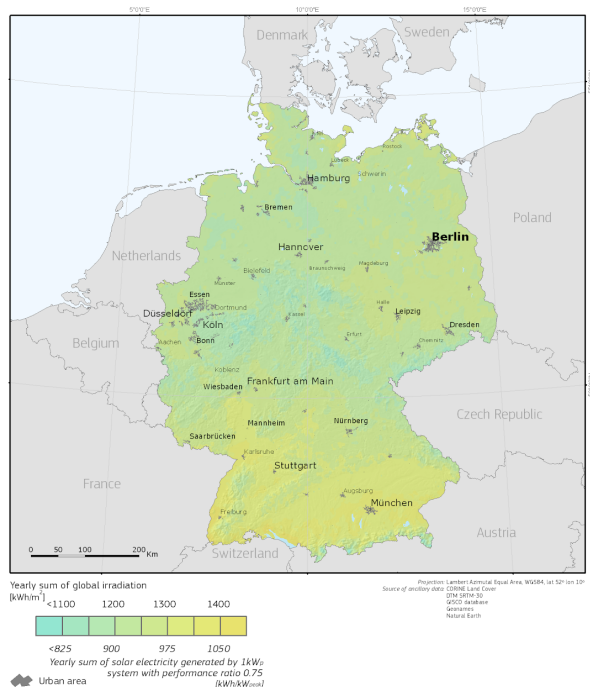 5°0'0"E 10°0'0"E 15°0'0"E
Denmark
Sweden
Kiel
Rostock
Lübeck
Schwerin
Hamburg
Bremen
Poland
Berlin
Hannover
Netherlands
Braunschweig
Magdeburg
Bielefeld
Münster
Essen
Dortmund
Halle
Düsseldorf
Leipzig
Kassel
Köln
Dresden
Bonn
Erfurt
Chemnitz
Aachen
Belgium
Koblenz
Frankfurt am Main
Wiesbaden
Czech Republic
Mannheim
Nürnberg
Saarbrücken
Karlsruhe
Stuttgart
France
Augsburg
München
Freiburg
Austria
Switzerland
0 50 100 200 Km
Projection: Lambert Azimutal Equal Area, WGS84, lat 52° lon 10°
Source of ancillary data: CORINE Land Cover
DTM SRTM-30
GISCO database
Geonames
Natural Earth
Yearly sum of global irradiation
[kWh/m²]
<1100 1200 1300 1400
<825 900 975 1050
Yearly sum of solar electricity generated by 1kWp
system with performance ratio 0.75
[kWh/kWpeak]
Urban area